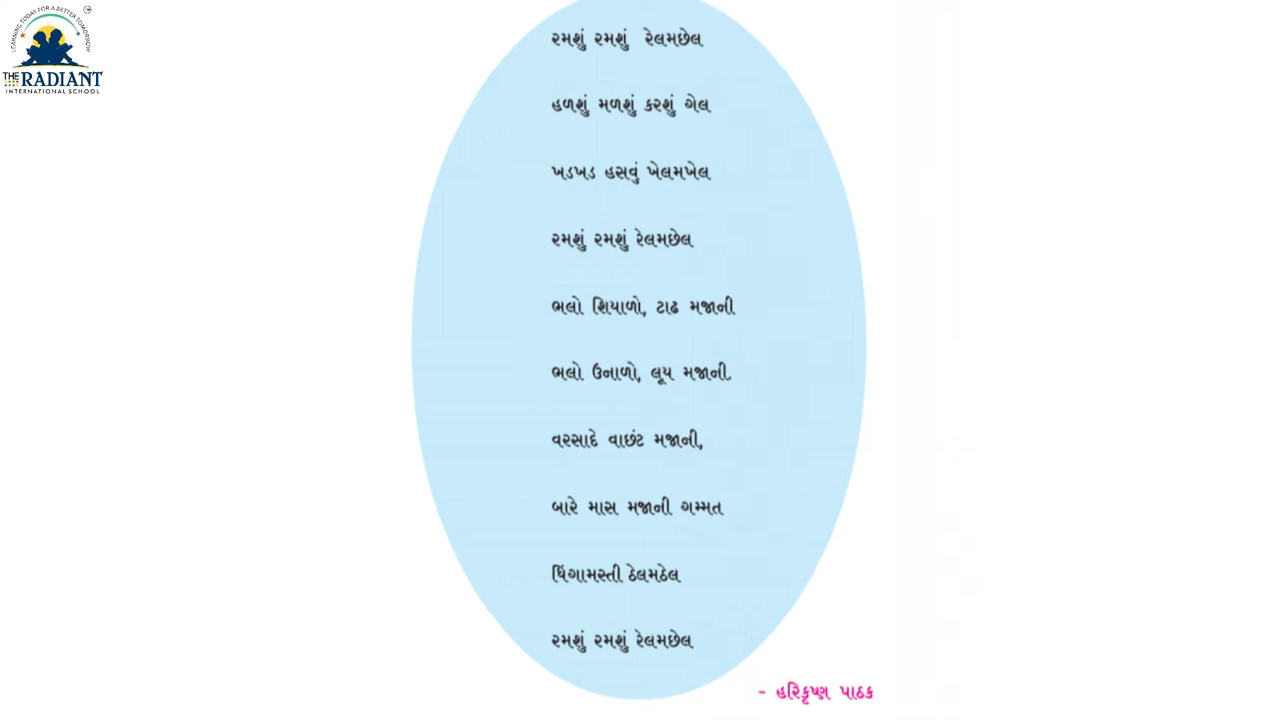 LEARNING TODAY FOR A BETTER TOMORROW
THE RADIANT
INTERNATIONAL SCHOOL
રમશું રમશું રેલમછેલ
હળશું મળશું કરશું ગેલ
ખડખડ હસવું ખેલમખેલ
રમશું રમશું રેલમછેલ
ભલો શિયાળો, ટાઢ મજાની
ભલો ઉનાળો, લૂય મજાની.
વરસાદે વાછંટ મજાની,
બારે માસ મજાની ગમ્મત
ધિંગામસ્તી ઠેલમઠેલ
રમશું રમશું રેલમછેલ
- હરિકૃષ્ણ પાઠક